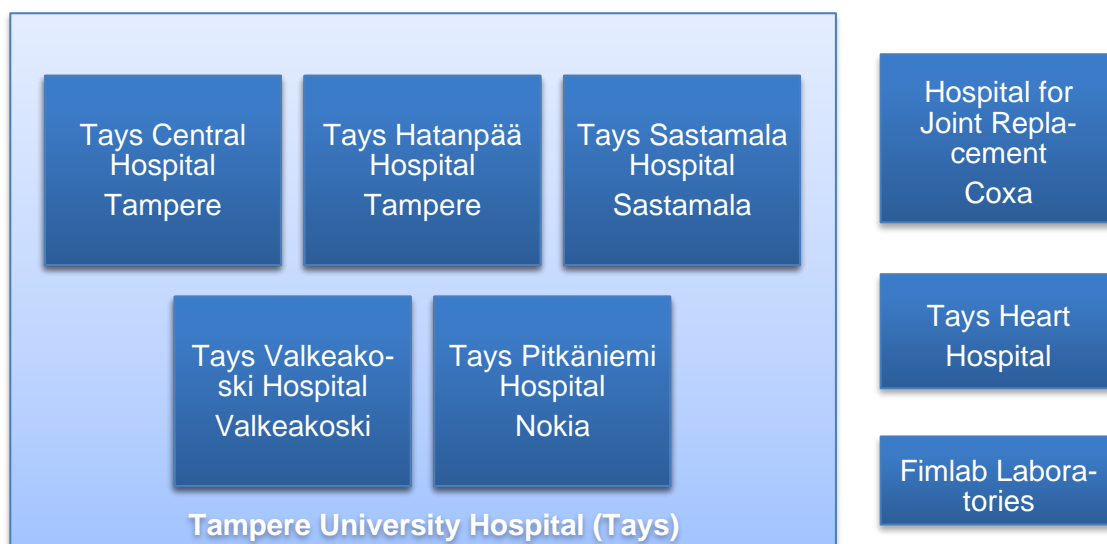 Tays Central
Hospital
Tampere
Tays Hatanpää
Hospital
Tampere
Tays Sastamala
Hospital
Sastamala
Tays Valkeako-
ski Hospital
Valkeakoski
Tays Pitkäniemi
Hospital
Nokia
Tampere University Hospital (Tays)
Hospital for
Joint Repla-
cement
Coxa
Tays Heart
Hospital
Fimlab Labora-
tories